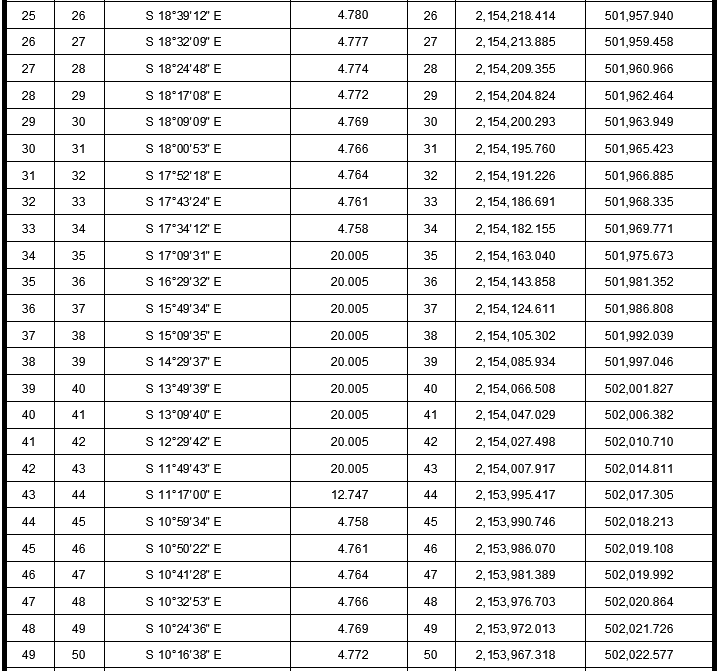 25 26 S 18°39'12" E 4.780 26 2,154,218.414 501,957.940
26 27 S 18°32'09" E 4.777 27 2,154,213.885 501,959.458
27 28 S 18°24'48" E 4.774 28 2,154,209.355 501,960.966
28 29 S 18°17'08" E 4.772 29 2,154,204.824 501,962.464
29 30 S 18°09'09" E 4.769 30 2,154,200.293 501,963.949
30 31 S 18°00'53" E 4.766 31 2,154,195.760 501,965.423
31 32 S 17°52'18" E 4.764 32 2,154,191.226 501,966.885
32 33 S 17°43'24" E 4.761 33 2,154,186.691 501,968.335
33 34 S 17°34'12" E 4.758 34 2,154,182.155 501,969.771
34 35 S 17°09'31" E 20.005 35 2,154,163.040 501,975.673
35 36 S 16°29'32" E 20.005 36 2,154,143.858 501,981.352
36 37 S 15°49'34" E 20.005 37 2,154,124.611 501,986.808
37 38 S 15°09'35" E 20.005 38 2,154,105.302 501,992.039
38 39 S 14°29'37" E 20.005 39 2,154,085.934 501,997.046
39 40 S 13°49'39" E 20.005 40 2,154,066.508 502,001.827
40 41 S 13°09'40" E 20.005 41 2,154,047.029 502,006.382
41 42 S 12°29'42" E 20.005 42 2,154,027.498 502,010.710
42 43 S 11°49'43" E 20.005 43 2,154,007.917 502,014.811
43 44 S 11°17'00" E 12.747 44 2,153,995.417 502,017.305
44 45 S 10°59'34" E 4.758 45 2,153,990.746 502,018.213
45 46 S 10°50'22" E 4.761 46 2,153,986.070 502,019.108
46 47 S 10°41'28" E 4.764 47 2,153,981.389 502,019.992
47 48 S 10°32'53" E 4.766 48 2,153,976.703 502,020.864
48 49 S 10°24'36" E 4.769 49 2,153,972.013 502,021.726
49 50 S 10°16'38" E 4.772 50 2,153,967.318 502,022.577